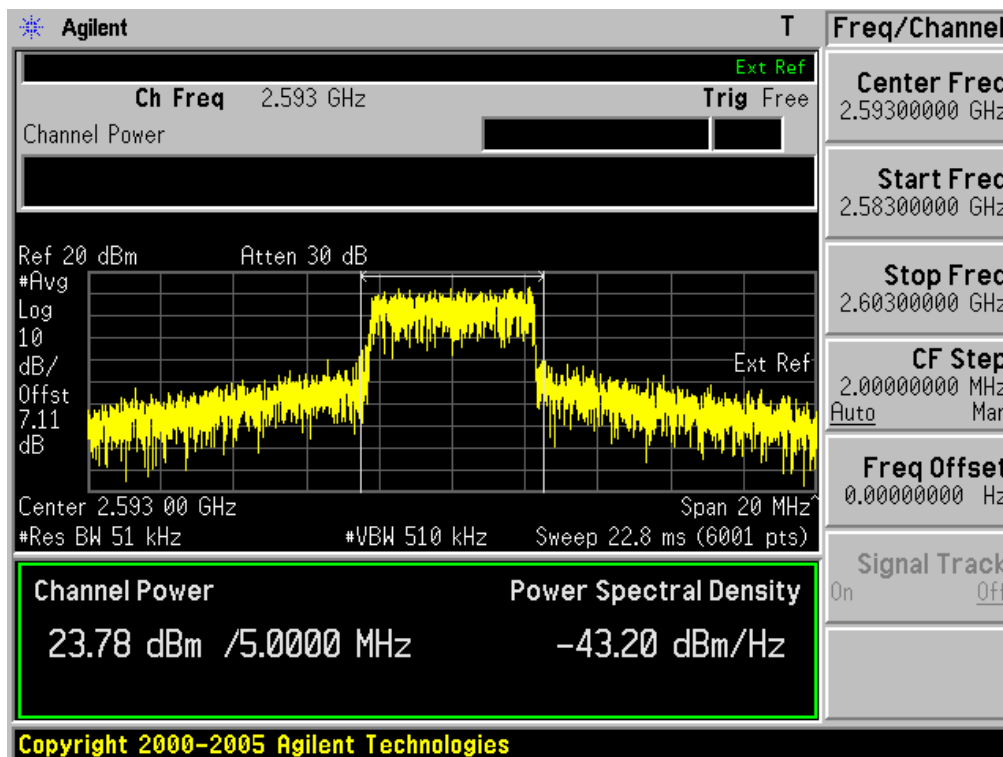 Agilent T
Freq/Channel
Ext Ref
Ch Freq 2.593 GHz Trig Free
Channel Power
Center Freq
2.59300000 GHz
Start Freq
2.58300000 GHz
Stop Freq
2.60300000 GHz
CF Step
2.00000000 MHz
Auto Man
Freq Offset
0.00000000 Hz
Signal Track
On Off
Ref 20 dBm Atten 30 dB
#Avg
Log
10
dB/
Offst
7.11
dB
Ext Ref
Center 2.593 00 GHz Span 20 MHz^
#Res BW 51 kHz #VBW 510 kHz Sweep 22.8 ms (6001 pts)
Channel Power Power Spectral Density
23.78 dBm /5.0000 MHz -43.20 dBm/Hz
Copyright 2000-2005 Agilent Technologies